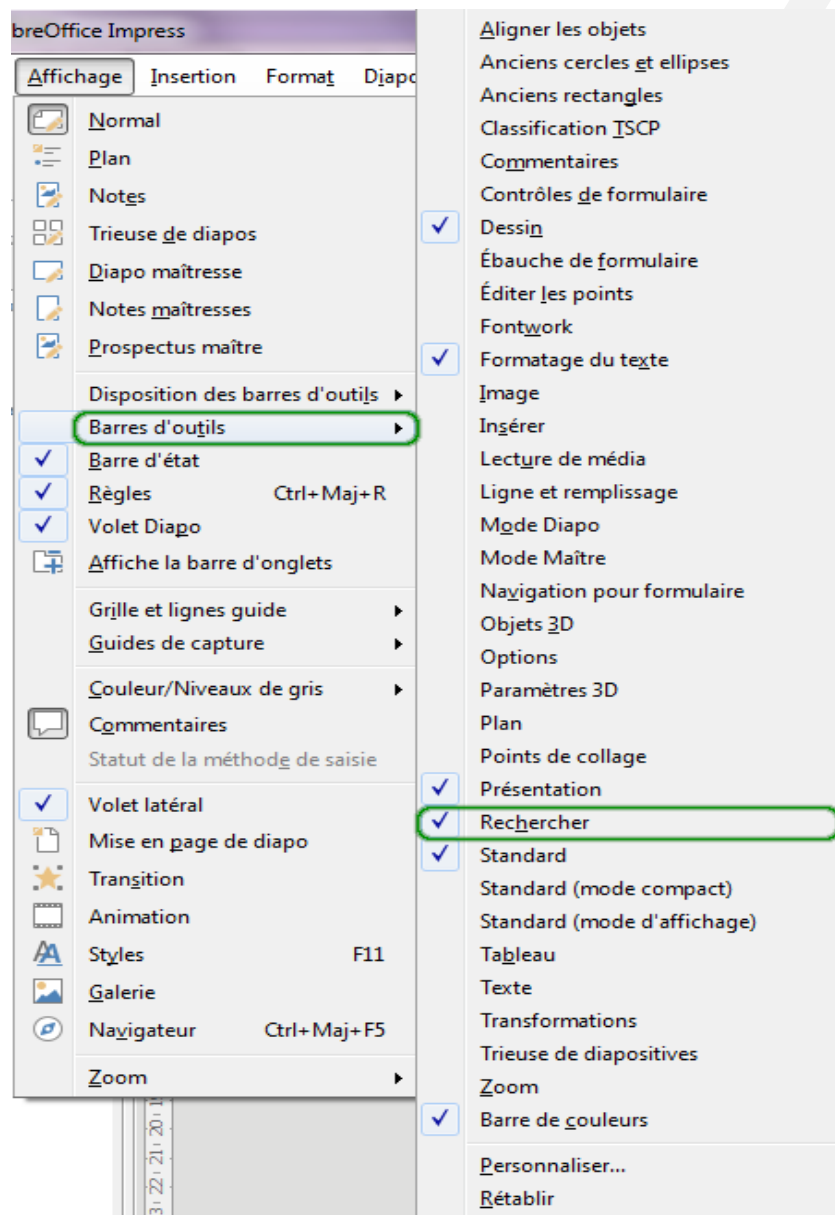 breOffice Impress
Affichage Insertion Format Diapo
Normal
Plan
Notes
Trieuse de diapos
Diapo maîtresse
Notes maîtresses
Prospectus maître
Disposition des barres d'outils
Barres d'outils
Barre d'état
Règles Ctrl+Maj+R
Volet Diapo
Affiche la barre d'onglets
Grille et lignes guide
Guides de capture
Couleur/Niveaux de gris
Commentaires
Statut de la méthode de saisie
Volet latéral
Mise en page de diapo
Transition
Animation
Styles F11
Galerie
Navigateur Ctrl+Maj+F5
Zoom
Aligner les objets
Anciens cercles et ellipses
Anciens rectangles
Classification TSCP
Commentaires
Contrôles de formulaire
Dessin
Ébauche de formulaire
Éditer les points
Fontwork
Formatage du texte
Image
Insérer
Lecture de média
Ligne et remplissage
Mode Diapo
Mode Maître
Navigation pour formulaire
Objets 3D
Options
Paramètres 3D
Plan
Points de collage
Présentation
Rechercher
Standard
Standard (mode compact)
Standard (mode d'affichage)
Tableau
Texte
Transformations
Trieuse de diapositives
Zoom
Barre de couleurs
Personnaliser...
Rétablir
20
21
22